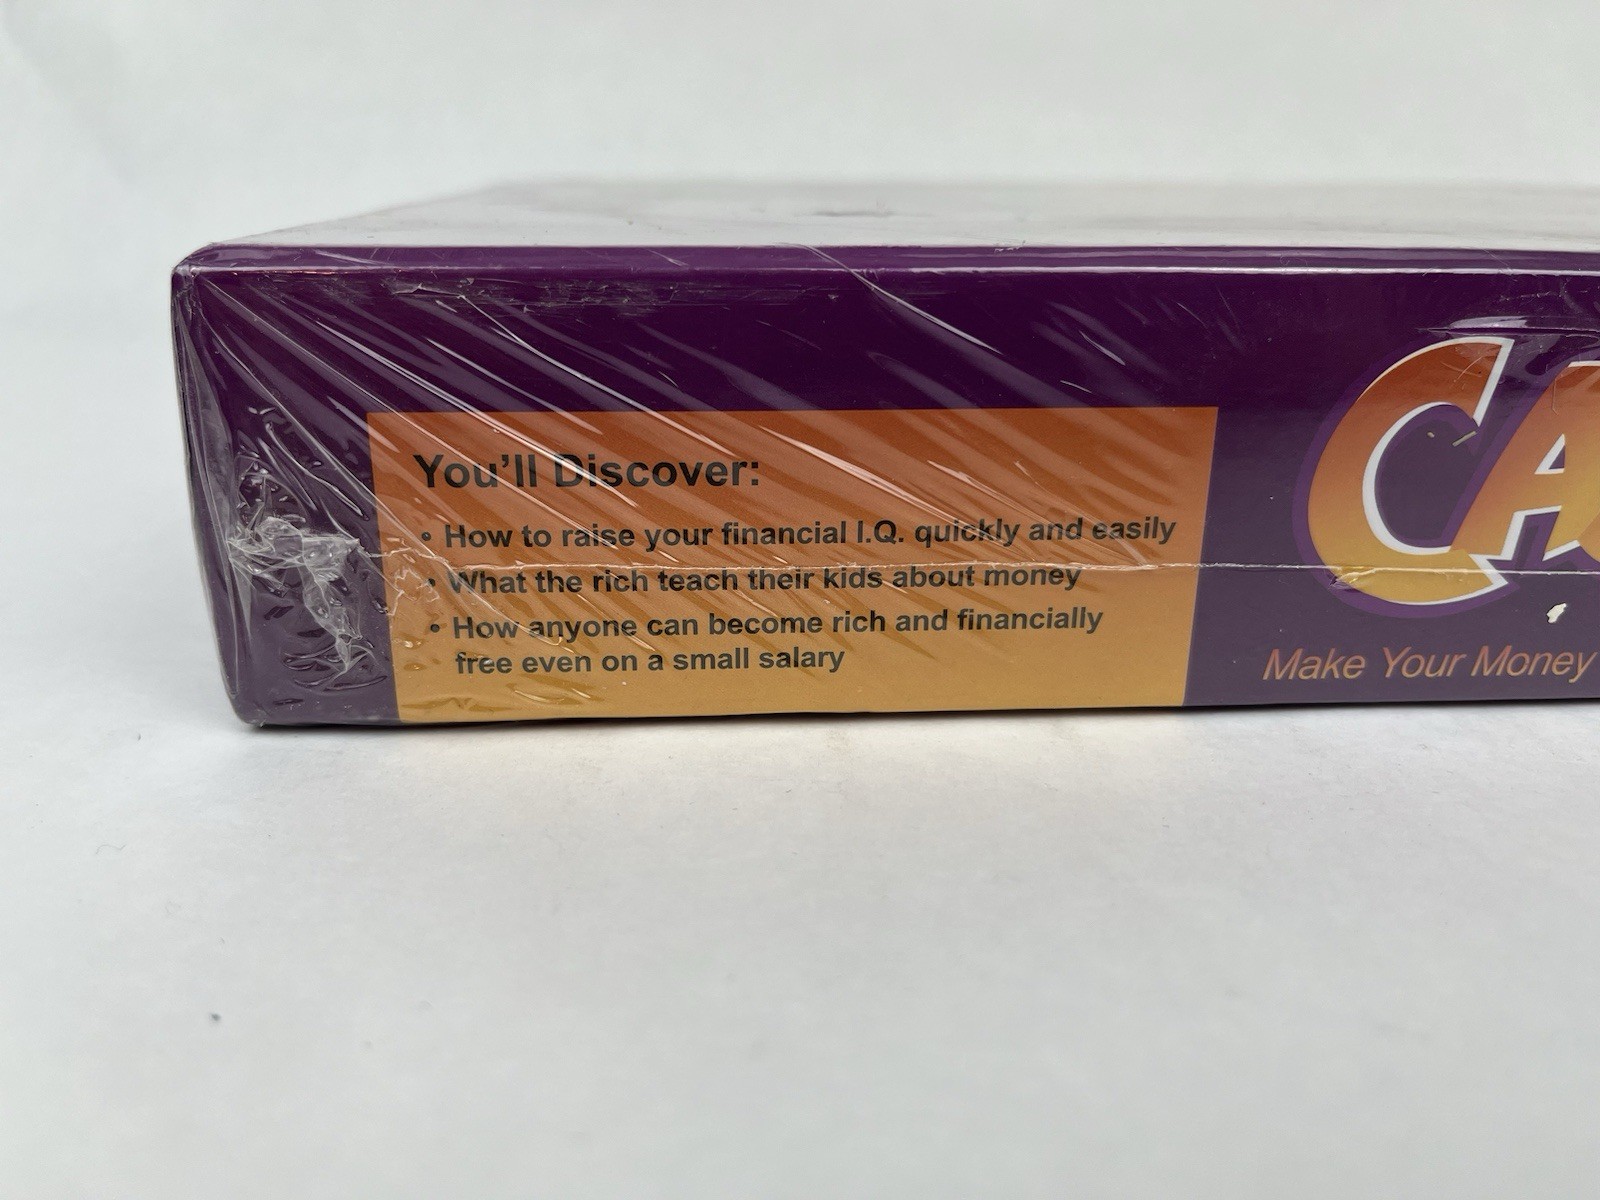 You'll Discover:
• How to raise your financial I.Q. quickly and easily
• What the rich teach their kids about money
• How anyone can become rich and financially
free even on a small salary
CA
Make Your Money